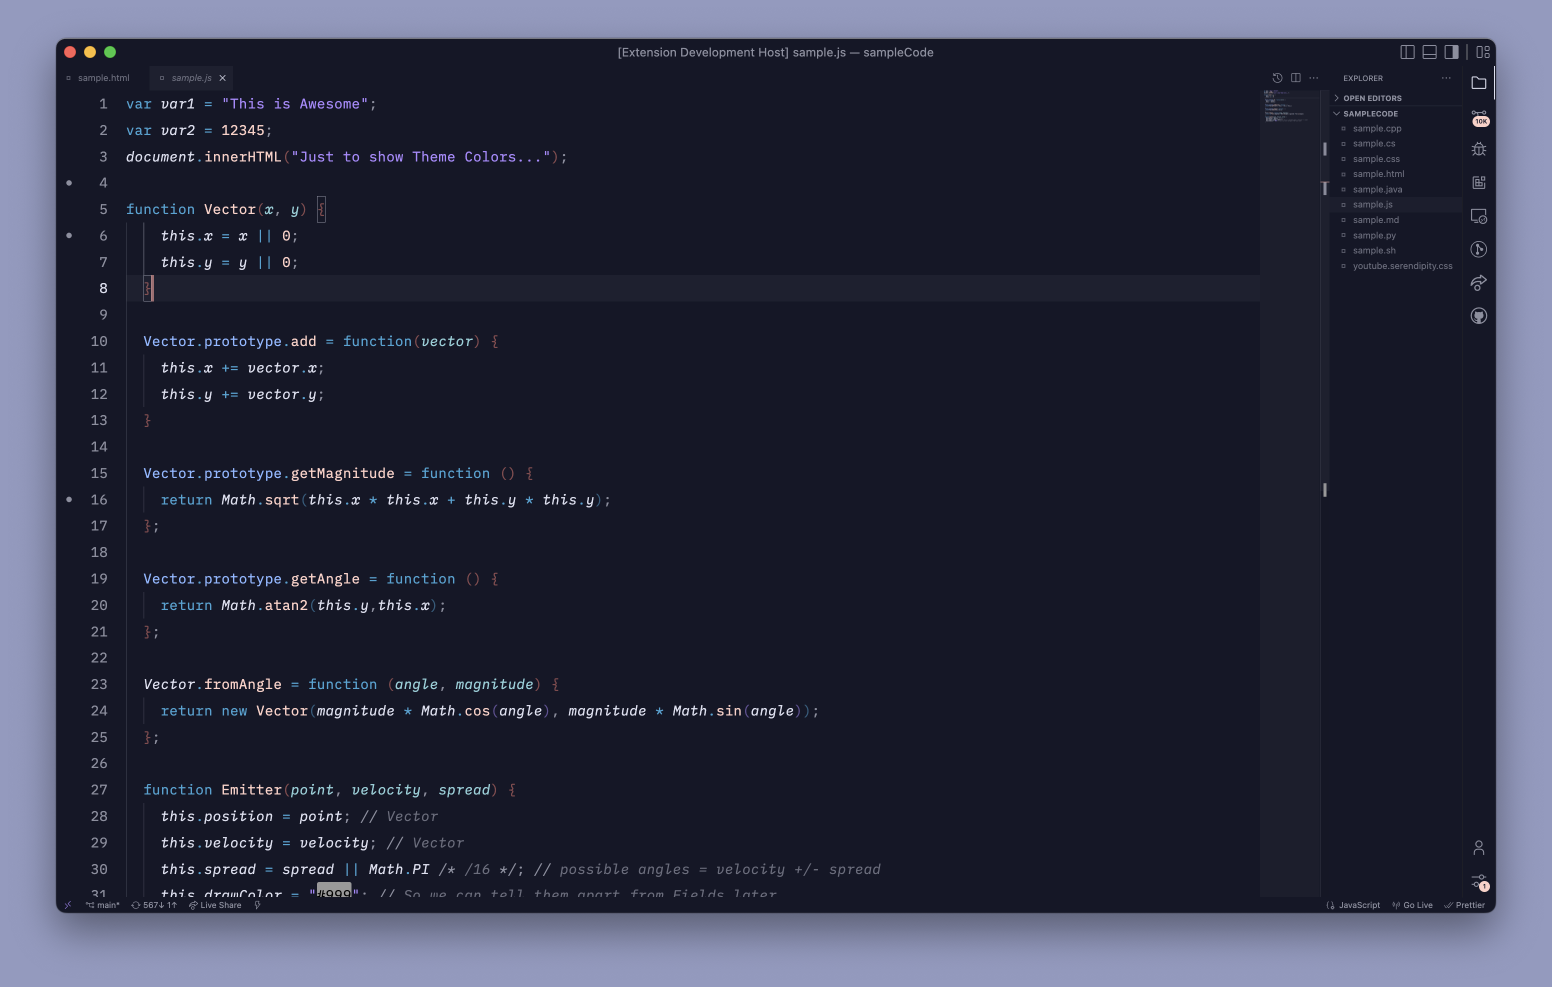 [Extension Development Host] sample.js — sampleCode
sample.html
sample.js
1 var var1 = "This is Awesome";
2 var var2 = 12345;
3 document.innerHTML("Just to show Theme Colors...");
4
5 function Vector(x, y) {
6 this.x = x || 0;
7 this.y = y || 0;
8 }
9
10 Vector.prototype.add = function(vector) {
11 this.x += vector.x;
12 this.y += vector.y;
13 }
14
15 Vector.prototype.getMagnitude = function () {
16 return Math.sqrt(this.x * this.x + this.y * this.y);
17 };
18
19 Vector.prototype.getAngle = function () {
20 return Math.atan2(this.y,this.x);
21 };
22
23 Vector.fromAngle = function (angle, magnitude) {
24 return new Vector(magnitude * Math.cos(angle), magnitude * Math.sin(angle));
25 };
26
27 function Emitter(point, velocity, spread) {
28 this.position = point; // Vector
29 this.velocity = velocity; // Vector
30 this.spread = spread || Math.PI /* /16 */; // possible angles = velocity +/- spread
31 this.drawColor = "#999"; // So we can tell them apart from Fields later
EXPLORER
OPEN EDITORS
SAMPLECODE
sample.cpp
sample.cs
sample.css
sample.html
sample.java
sample.js
sample.md
sample.py
sample.sh
youtube.serendipity.css
10K
1
main*
567↓ 1↑
Live Share
JavaScript
Go Live
Prettier